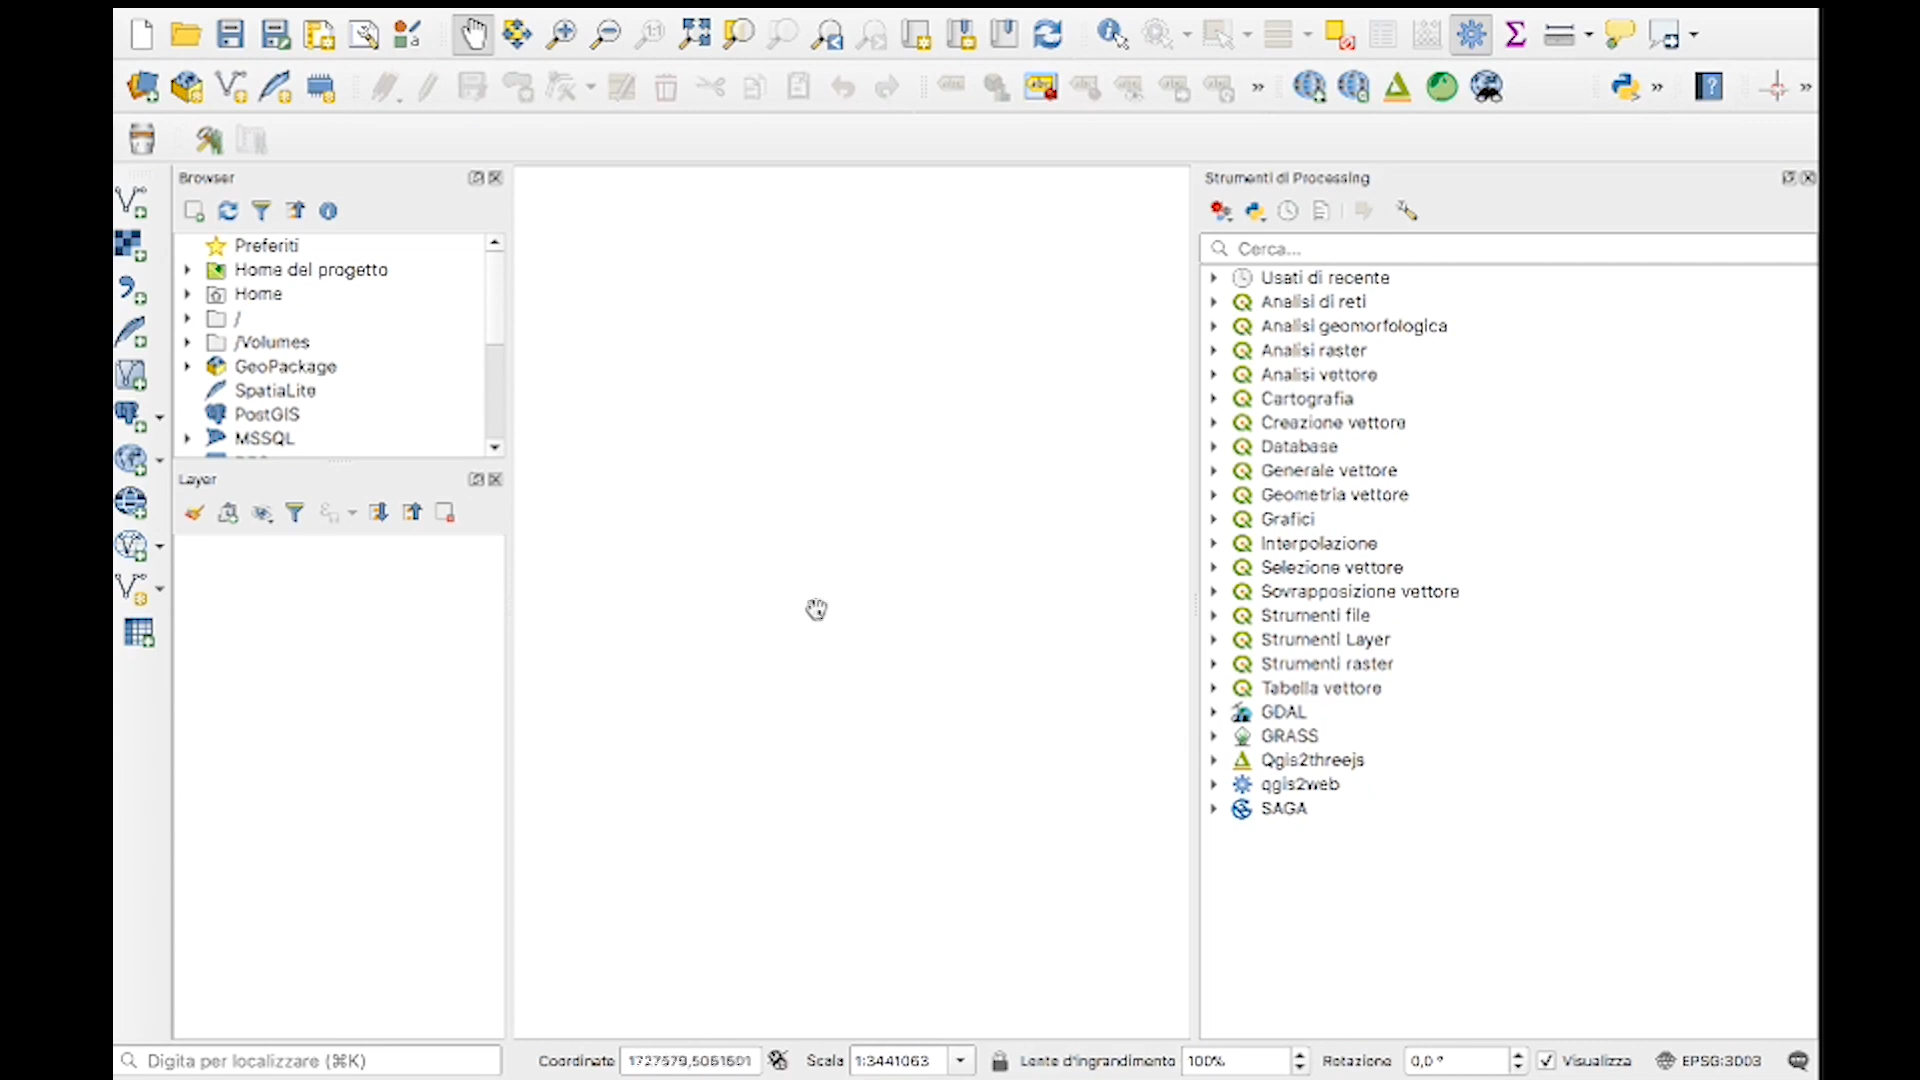 Browser
Preferiti
Home del progetto
Home
/
/Volumes
GeoPackage
SpatiaLite
PostGIS
MSSQL
Layer
Strumenti di Processing
Cerca...
Usati di recente
Analisi di reti
Analisi geomorfologica
Analisi raster
Analisi vettore
Cartografia
Creazione vettore
Database
Generale vettore
Geometria vettore
Grafici
Interpolazione
Selezione vettore
Sovrapposizione vettore
Strumenti file
Strumenti Layer
Strumenti raster
Tabella vettore
GDAL
GRASS
Qgis2threejs
qgis2web
SAGA
Digita per localizzare (⌘K)
Coordinate
Scala 1:3441063
Lente d'ingrandimento 100%
Rotazione 0,0 °
Visualizza
EPSG:3003